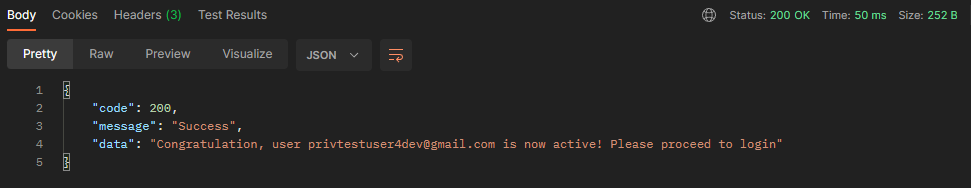 Body Cookies Headers (3) Test Results Status: 200 OK Time: 50 ms Size: 252 B
Pretty Raw Preview Visualize JSON
1 {
2 "code": 200,
3 "message": "Success",
4 "data": "Congratulation, user privtestuser4dev@gmail.com is now active! Please proceed to login"
5 }